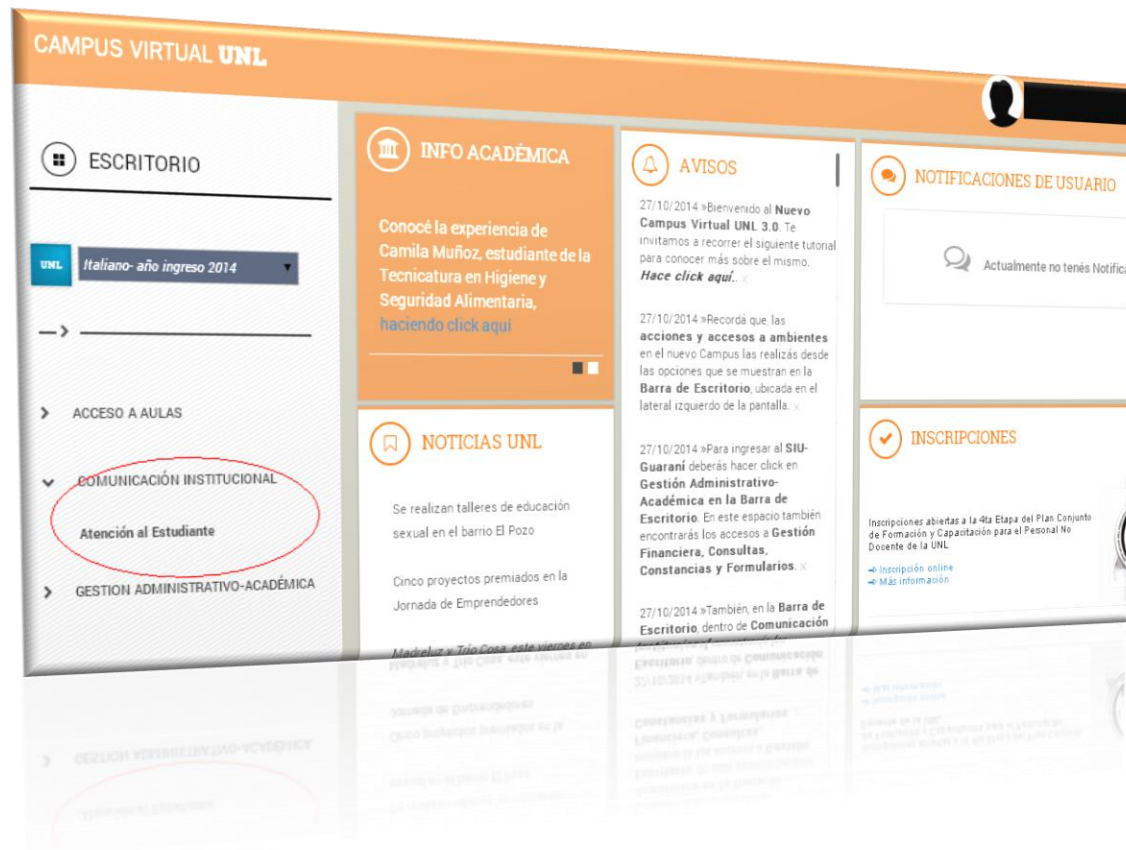 CAMPUS VIRTUAL UNL
ESCRITORIO
UNL
Italiano- año ingreso 2014
ACCESO A AULAS
COMUNICACIÓN INSTITUCIONAL
Atención al Estudiante
GESTION ADMINISTRATIVO-ACADÉMICA
INFO ACADÉMICA
Conocé la experiencia de
Camila Muñoz, estudiante de la
Tecnicatura en Higiene y
Seguridad Alimentaria,
haciendo click aquí
NOTICIAS UNL
Se realizan talleres de educación
sexual en el barrio El Pozo
Cinco proyectos premiados en la
Jornada de Emprendedores
Madreluz y Trío Cosa, este viernes en
AVISOS
27/10/2014 »Bienvenido al Nuevo
Campus Virtual UNL 3.0. Te
invitamos a recorrer el siguiente tutorial
para conocer más sobre el mismo.
Hace click aquí.. x
27/10/2014 »Recordá que, las
acciones y accesos a ambientes
en el nuevo Campus las realizás desde
las opciones que se muestran en la
Barra de Escritorio, ubicada en el
lateral izquierdo de la pantalla. x
27/10/2014 »Para ingresar al SIU-
Guaraní deberás hacer click en
Gestión Administrativo-
Académica en la Barra de
Escritorio. En este espacio también
encontrarás los accesos a Gestión
Financiera, Consultas,
Constancias y Formularios. x
27/10/2014 »También, en la Barra de
Escritorio, dentro de Comunicación
NOTIFICACIONES DE USUARIO
Actualmente no tenés Notifica
INSCRIPCIONES
Inscripciones abiertas a la 4ta Etapa del Plan Conjunto
de Formación y Capacitación para el Personal No
Docente de la UNL
Inscripción online
Más información